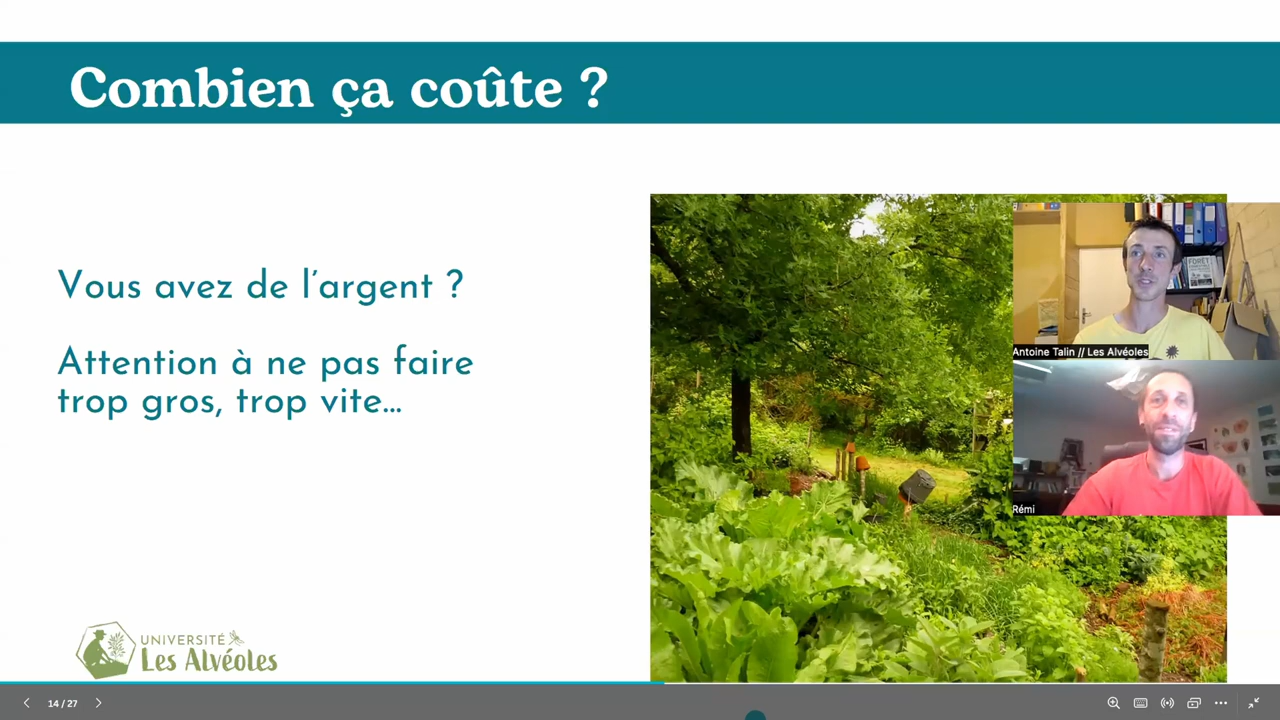 Combien ça coûte ?
Vous avez de l'argent ?
Attention à ne pas faire
trop gros, trop vite...
FORÊT
Antoine Talin // Les Alvéoles
Rémi
UNIVERSITÉ
Les Alvéoles
14 / 27